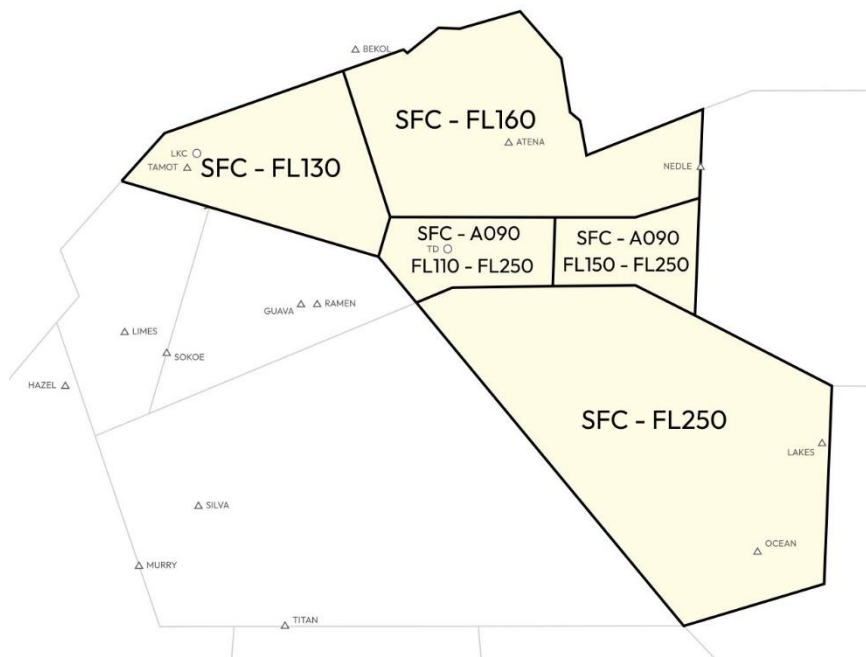 BEKOL
SFC - FL160
ATENA
LKC
TAMOT
SFC - FL130
NEDLE
SFC - A090
TD
FL110 - FL250
SFC - A090
FL150 - FL250
GUAVA
RAMEN
LIMES
SOKOE
HAZEL
SFC - FL250
LAKES
SILVA
OCEAN
MURRY
TITAN